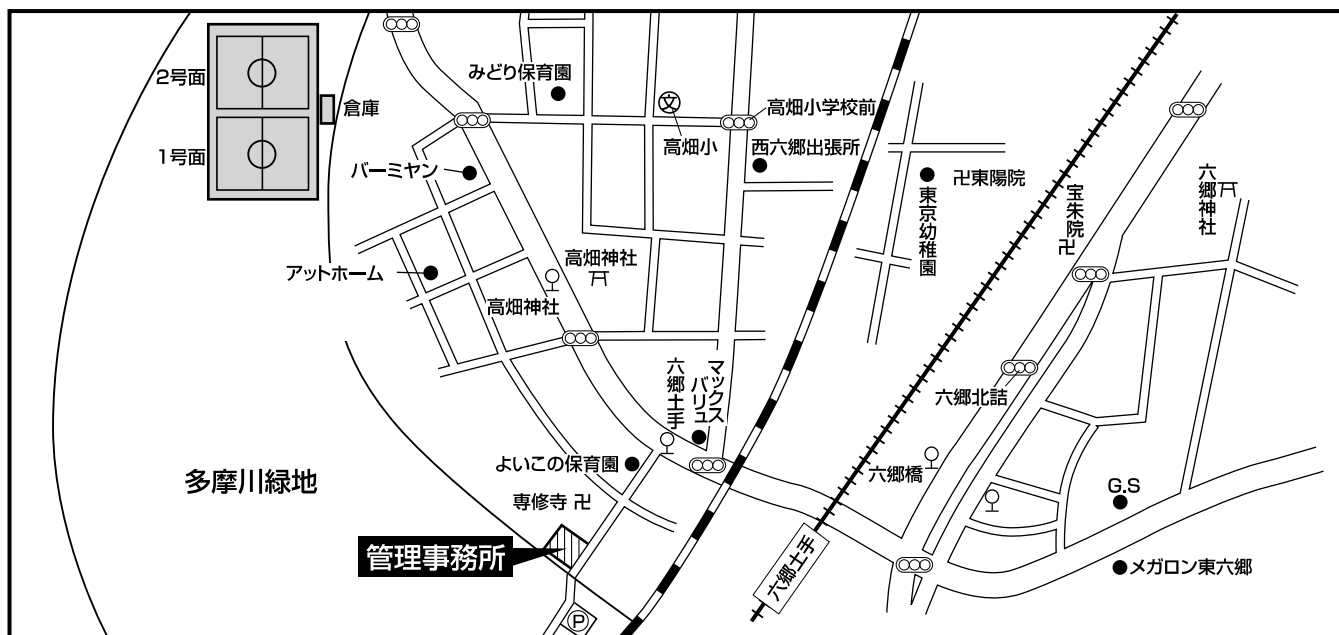 2号面
倉庫
1号面
みどり保育園
文
高畑小
高畑小学校前
西六郷出張所
バーミヤン
アットホーム
高畑神社
高畑神社
東京幼稚園
卍東陽院
宝朱院卍
六郷神社
六郷土手
マックス
バリュ
六郷北詰
よいこの保育園
六郷橋
G.S
多摩川緑地
専修寺 卍
管理事務所
六郷土手
メガロン東六郷
P